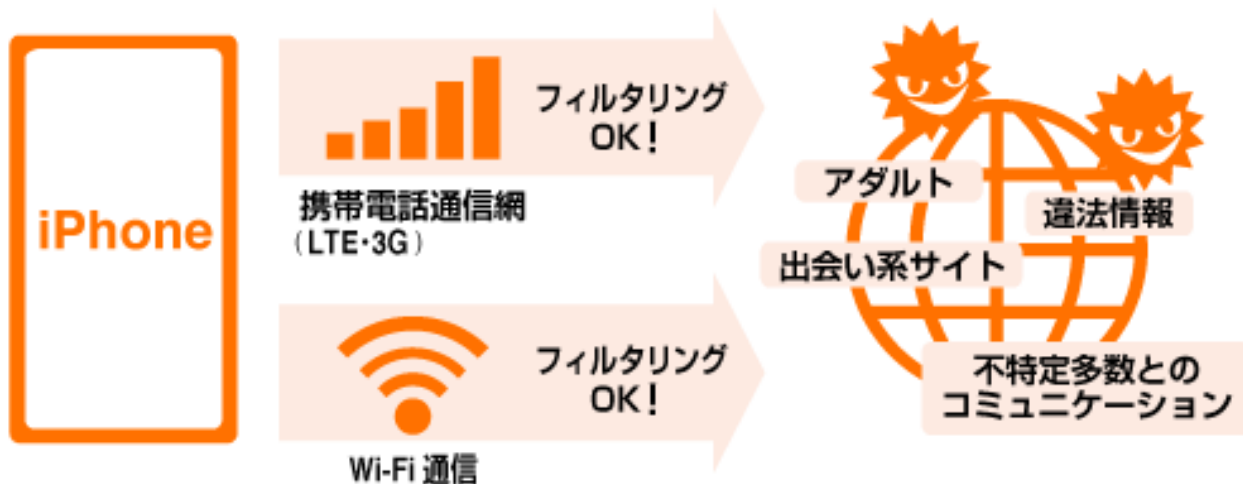 iPhone
フィルタリング
OK！
携帯電話通信網
（LTE・3G）
フィルタリング
OK！
Wi-Fi 通信
アダルト
違法情報
出会い系サイト
不特定多数との
コミュニケーション